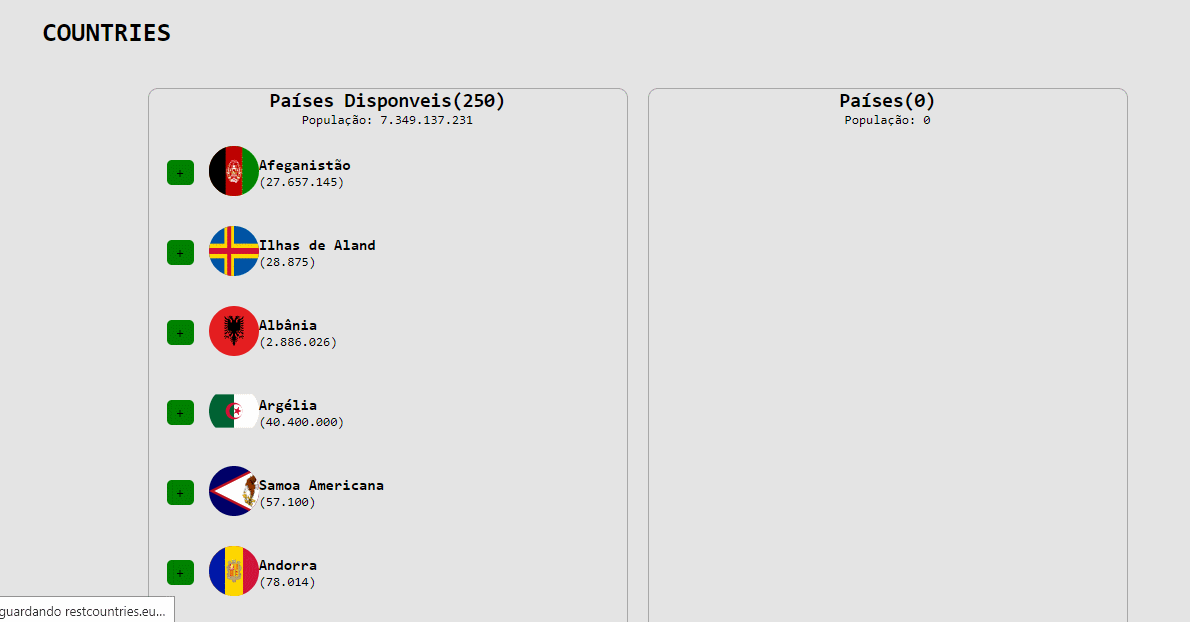 COUNTRIES
Países Disponveis(250)
População: 7.349.137.231
+
Afeganistão
(27.657.145)
+
Ilhas de Aland
(28.875)
+
Albânia
(2.886.026)
+
Argélia
(40.400.000)
+
Samoa Americana
(57.100)
+
Andorra
(78.014)
Países(0)
População: 0
guardando restcountries.eu...